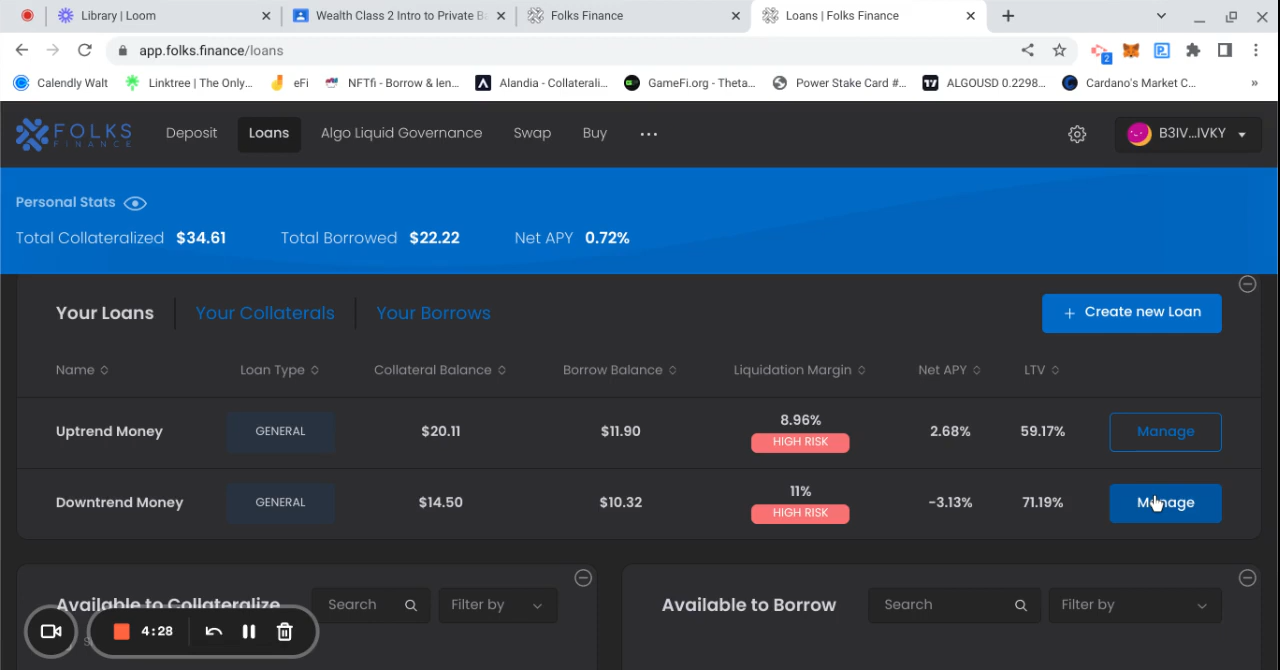 Library | Loom
Wealth Class 2 Intro to Private B
Folks Finance
Loans | Folks Finance
app.folks.finance/loans
2
Calendly Walt
Linktree | The Only...
eFi
NFTfi - Borrow & len...
Alandia - Collaterali...
GameFi.org - Theta...
Power Stake Card #...
ALGOUSD 0.2298...
Cardano's Market C...
»
FOLKS
FINANCE
Deposit
Loans
Algo Liquid Governance
Swap
Buy
B3IV...IVKY
Personal Stats
Total Collateralized $34.61
Total Borrowed $22.22
Net APY 0.72%
Your Loans
Your Collaterals
Your Borrows
+ Create new Loan
Name
Loan Type
Collateral Balance
Borrow Balance
Liquidation Margin
Net APY
LTV
Uptrend Money
GENERAL
$20.11
$11.90
8.96%
HIGH RISK
2.68%
59.17%
Manage
Downtrend Money
GENERAL
$14.50
$10.32
11%
HIGH RISK
-3.13%
71.19%
Manage
Available to Collateralize
Search
Filter by
Available to Borrow
Search
Filter by
4:28